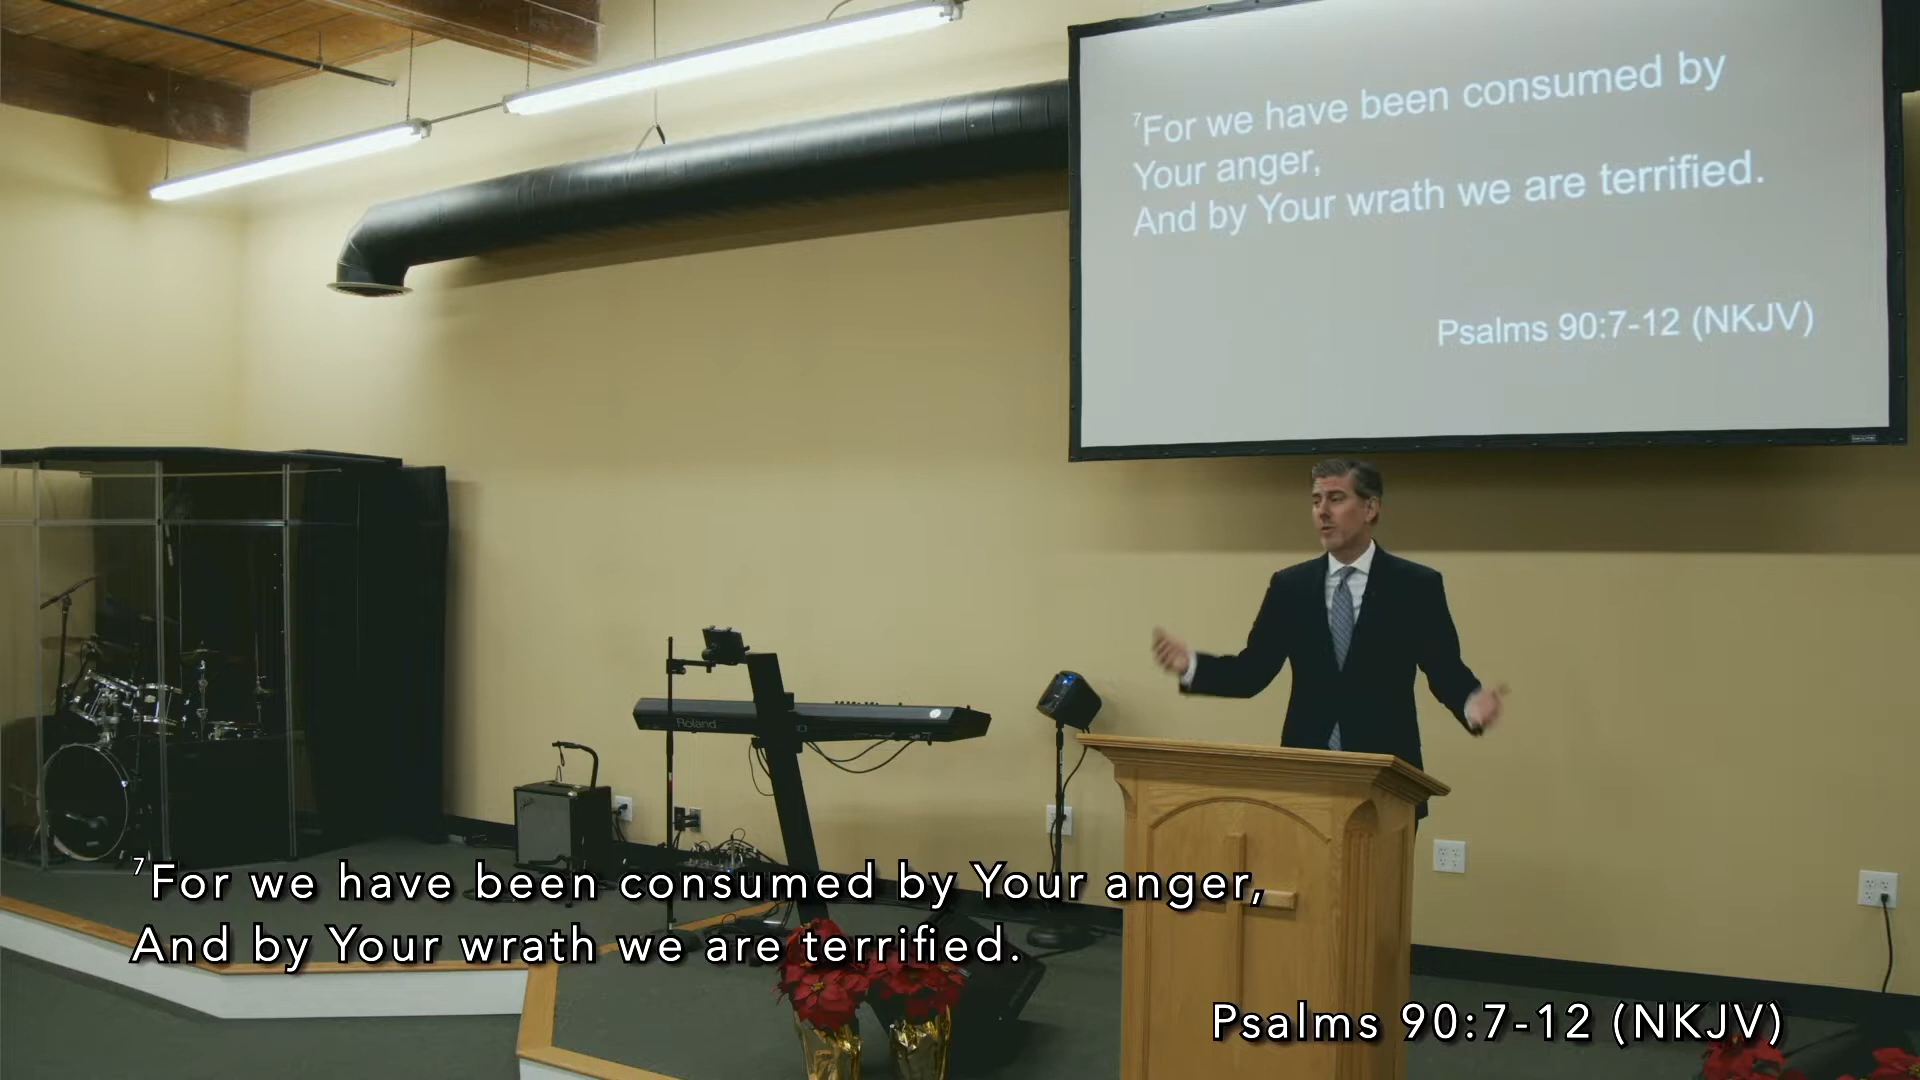 ⁷For we have been consumed by
Your anger,
And by Your wrath we are terrified.
Psalms 90:7-12 (NKJV)
Roland
⁷For we have been consumed by Your anger,
And by Your wrath we are terrified.
Psalms 90:7-12 (NKJV)